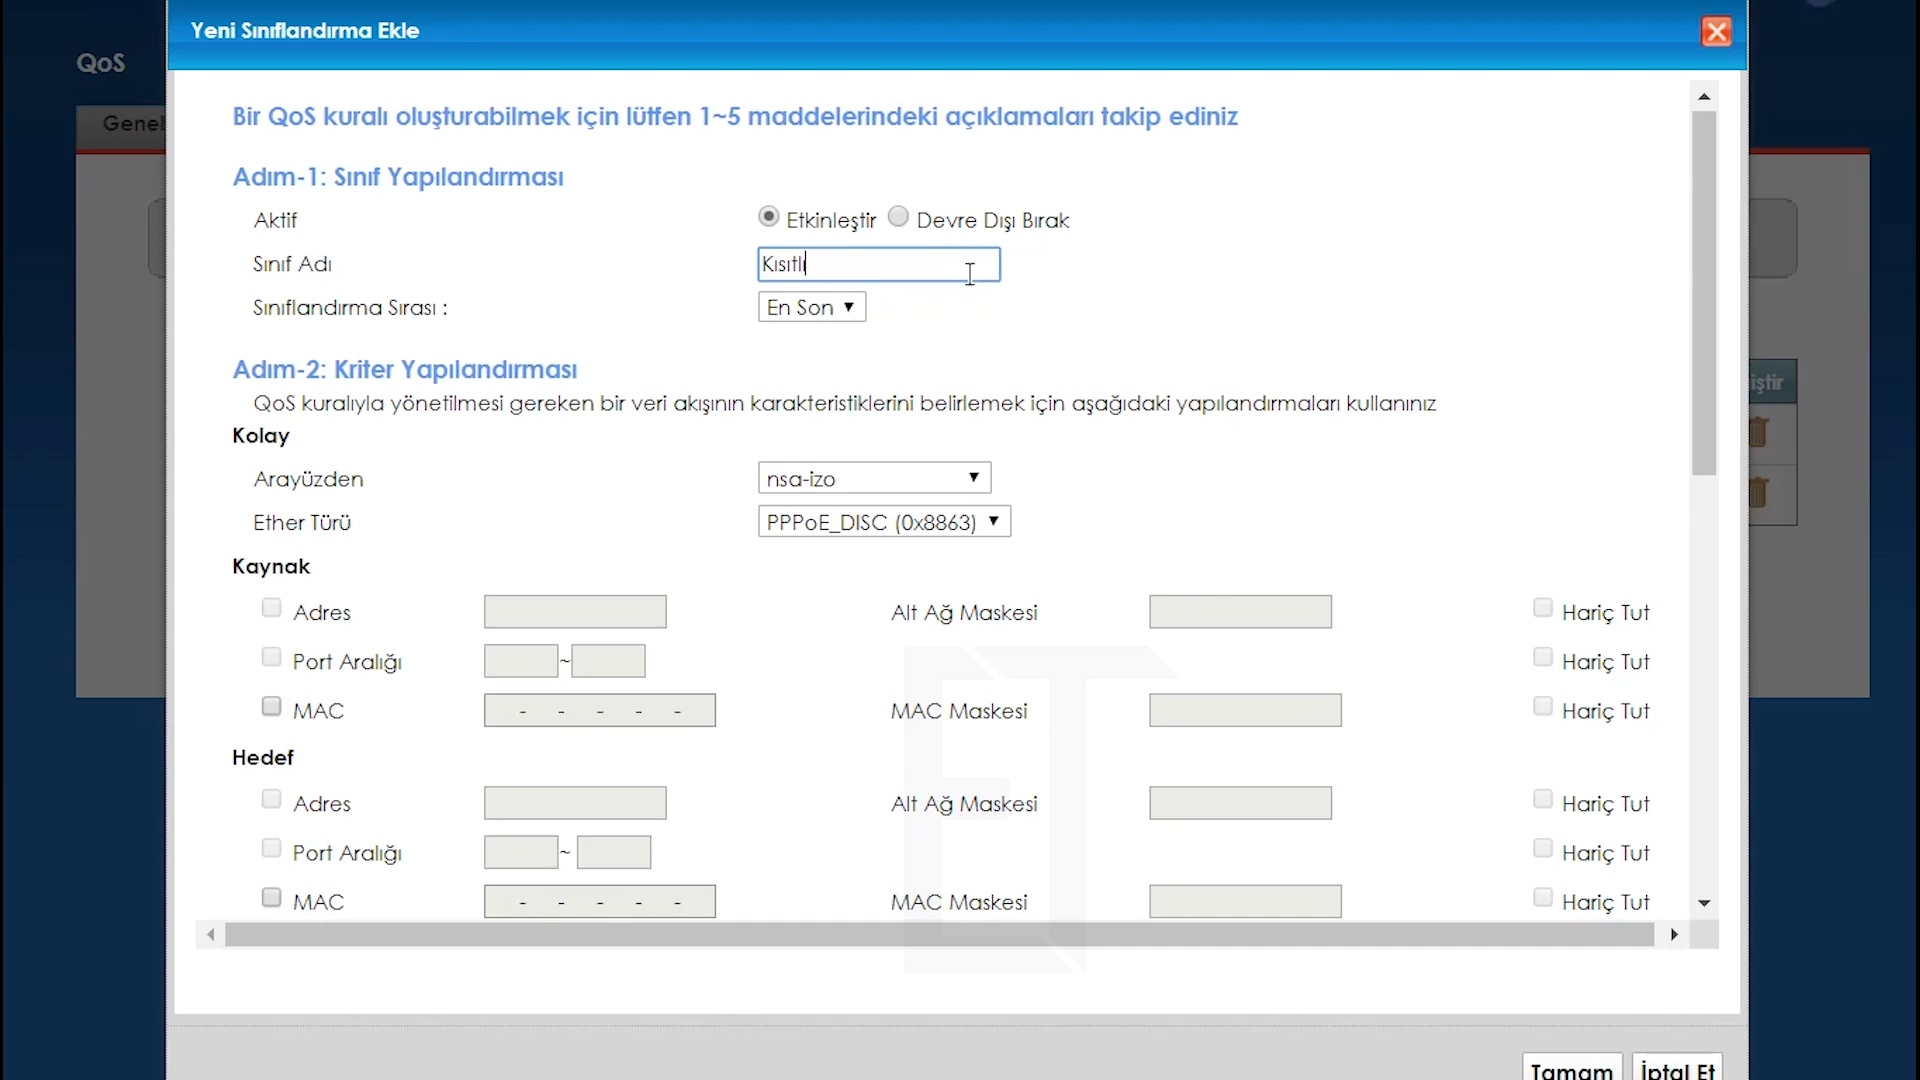 Yeni Sınıflandırma Ekle
QoS
Genel
Bir QoS kuralı oluşturabilmek için lütfen 1~5 maddelerindeki açıklamaları takip ediniz
Adım-1: Sınıf Yapılandırması
Aktif Etkinleştir Devre Dışı Bırak
Sınıf Adı Kısıtlı
Sınıflandırma Sırası : En Son
Adım-2: Kriter Yapılandırması
iştir
QoS kuralıyla yönetilmesi gereken bir veri akışının karakteristiklerini belirlemek için aşağıdaki yapılandırmaları kullanınız
Kolay
Arayüzden nsa-izo
Ether Türü PPPoE_DISC (0x8863)
Kaynak
Adres Alt Ağ Maskesi Hariç Tut
Port Aralığı ~ Hariç Tut
MAC - - - - - MAC Maskesi Hariç Tut
Hedef
Adres Alt Ağ Maskesi Hariç Tut
Port Aralığı ~ Hariç Tut
MAC - - - - - MAC Maskesi Hariç Tut
ET
Tamam İptal Et